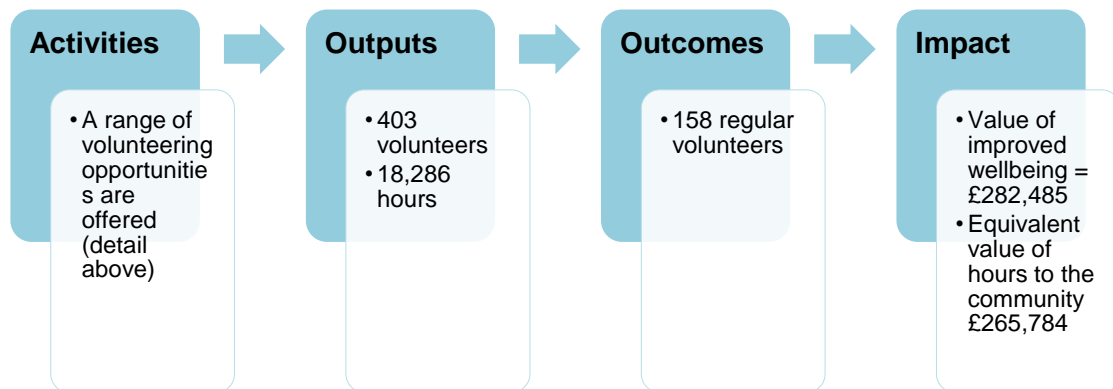 Activities
• A range of
volunteering
opportunitie
s are
offered
(detail
above)
Outputs
• 403
volunteers
• 18,286
hours
Outcomes
• 158 regular
volunteers
Impact
• Value of
improved
wellbeing =
£282,485
• Equivalent
value of
hours to the
community
£265,784